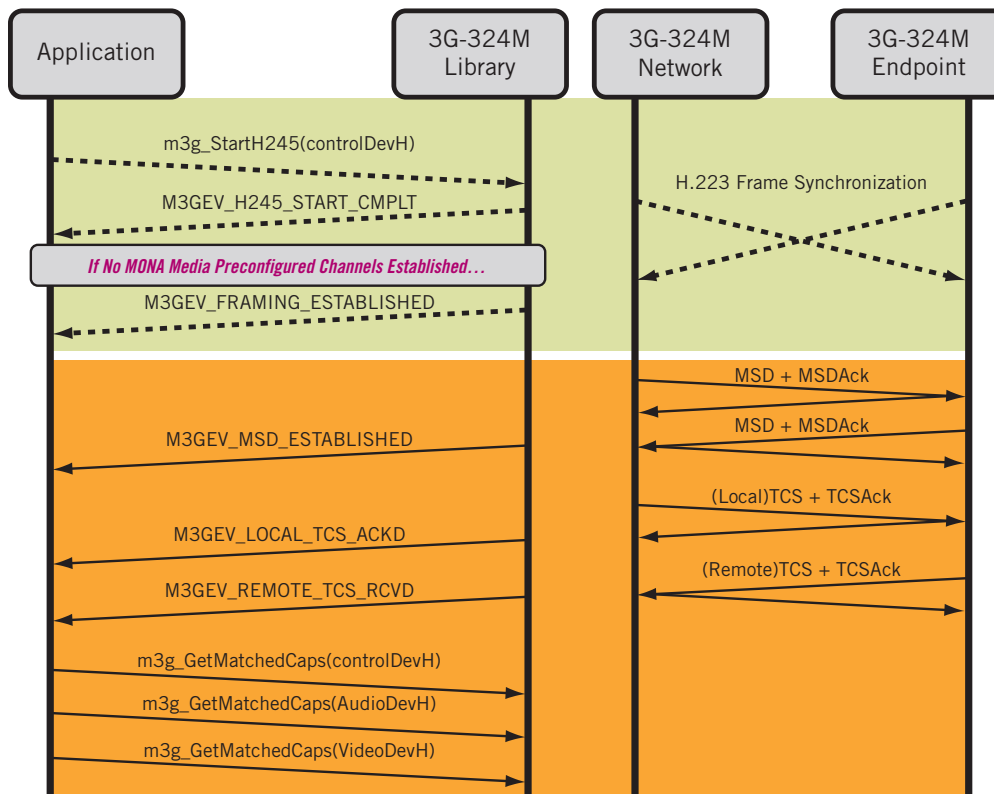 Application
3G-324M
Library
3G-324M
Network
3G-324M
Endpoint
m3g_StartH245(controlDevH)
H.223 Frame Synchronization
M3GEV_H245_START_CMPLT
If No MONA Media Preconfigured Channels Established...
M3GEV_FRAMING_ESTABLISHED
MSD + MSDAck
MSD + MSDAck
M3GEV_MSD_ESTABLISHED
(Local)TCS + TCSAck
M3GEV_LOCAL_TCS_ACKD
(Remote)TCS + TCSAck
M3GEV_REMOTE_TCS_RCVD
m3g_GetMatchedCaps(controlDevH)
m3g_GetMatchedCaps(AudioDevH)
m3g_GetMatchedCaps(VideoDevH)